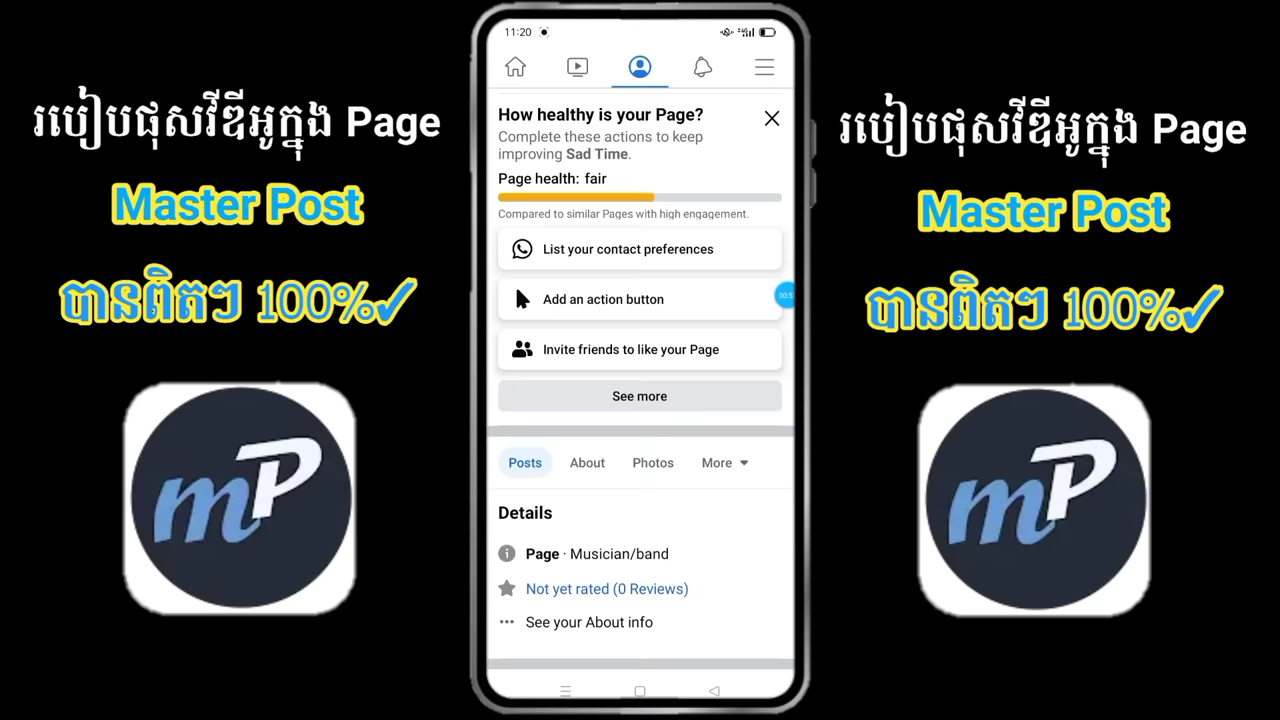 របៀបផុសវីឌីអូក្នុង Page
Master Post
បានពិតៗ 100%✓
mP
11:20
How healthy is your Page?
Complete these actions to keep
improving Sad Time.
Page health: fair
Compared to similar Pages with high engagement.
List your contact preferences
Add an action button
Invite friends to like your Page
See more
Posts About Photos More
Details
Page · Musician/band
Not yet rated (0 Reviews)
See your About info
របៀបផុសវីឌីអូក្នុង Page
Master Post
បានពិតៗ 100%✓
mP